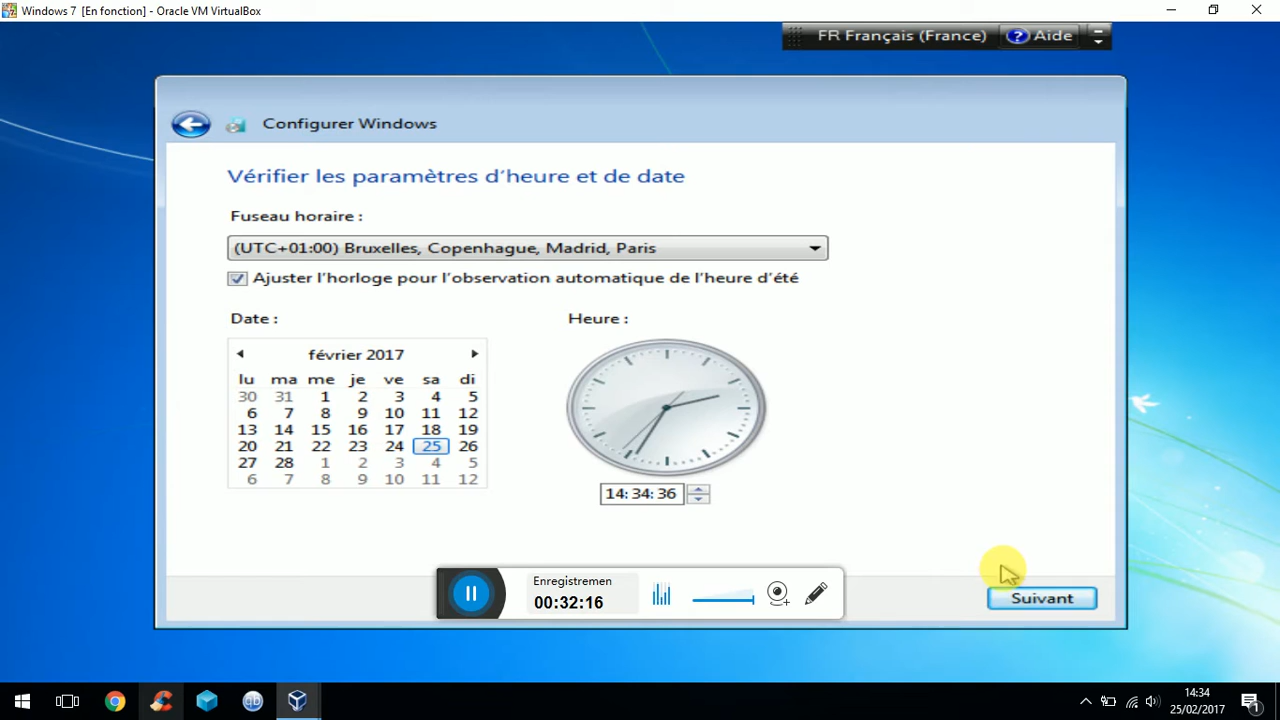 Windows 7 [En fonction] - Oracle VM VirtualBox
FR Français (France) ? Aide
Configurer Windows
Vérifier les paramètres d'heure et de date
Fuseau horaire :
(UTC+01:00) Bruxelles, Copenhague, Madrid, Paris
Ajuster l'horloge pour l'observation automatique de l'heure d'été
Date :
Heure :
février 2017
lu ma me je ve sa di
30 31 1 2 3 4 5
6 7 8 9 10 11 12
13 14 15 16 17 18 19
20 21 22 23 24 25 26
27 28 1 2 3 4 5
6 7 8 9 10 11 12
14: 34: 36
Enregistremen
00:32:16
Suivant
14:34
25/02/2017
1